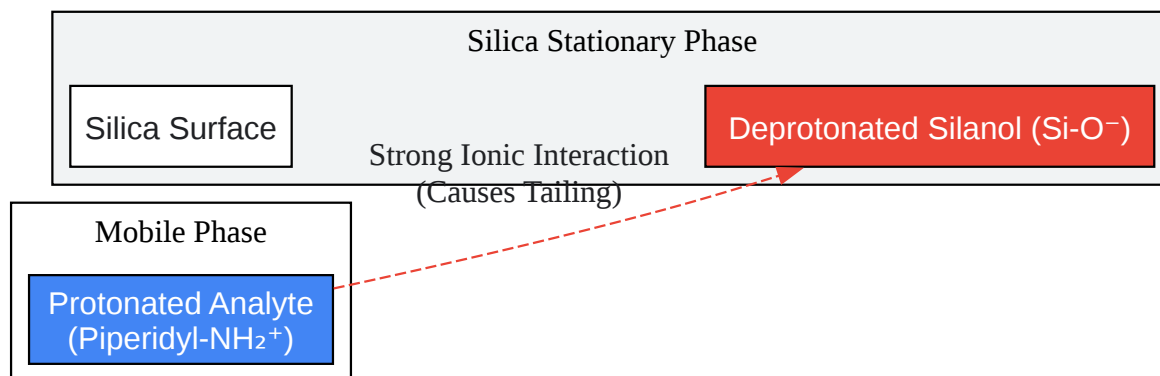 Silica Stationary Phase
Silica Surface
Deprotonated Silanol (Si-O⁻)
Strong Ionic Interaction
(Causes Tailing)
Mobile Phase
Protonated Analyte
(Piperidyl-NH₂⁺)